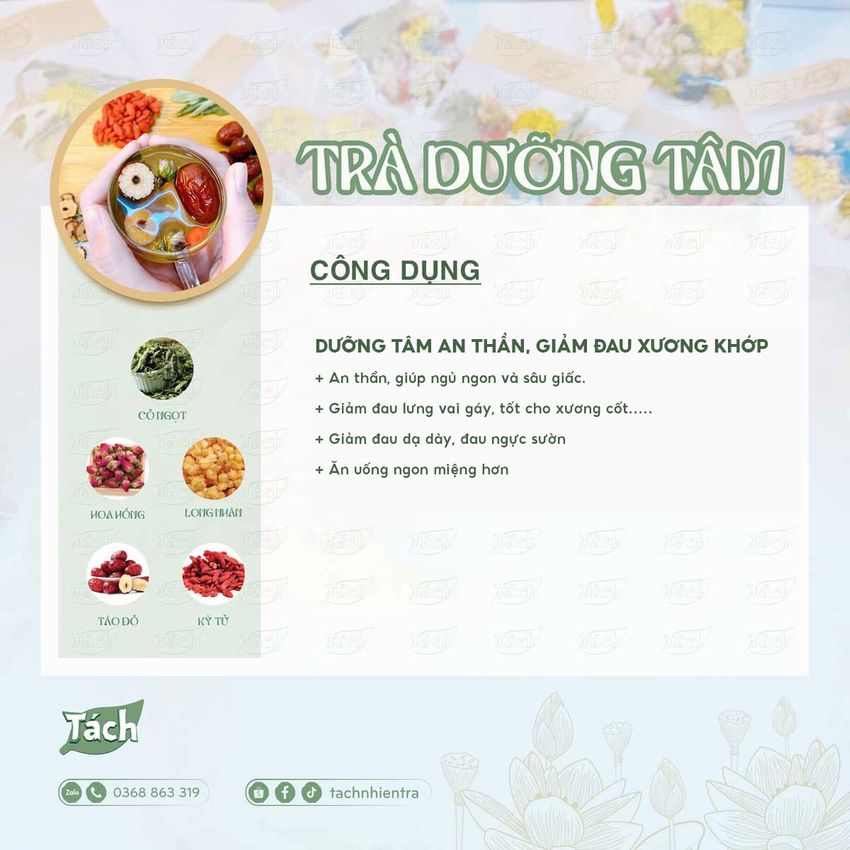 TRÀ DƯỠNG TÂM
CÔNG DỤNG
DƯỠNG TÂM AN THẦN, GIẢM ĐAU XƯƠNG KHỚP
+ An thần, giúp ngủ ngon và sâu giấc.
+ Giảm đau lưng vai gáy, tốt cho xương cốt.....
+ Giảm đau dạ dày, đau ngực sườn
+ Ăn uống ngon miệng hơn
CỎ NGỌT
HOA HỒNG
LONG NHÃN
TÁO ĐỎ
KỶ TỬ
Tách
Zalo 0368 863 319
tachnhientra